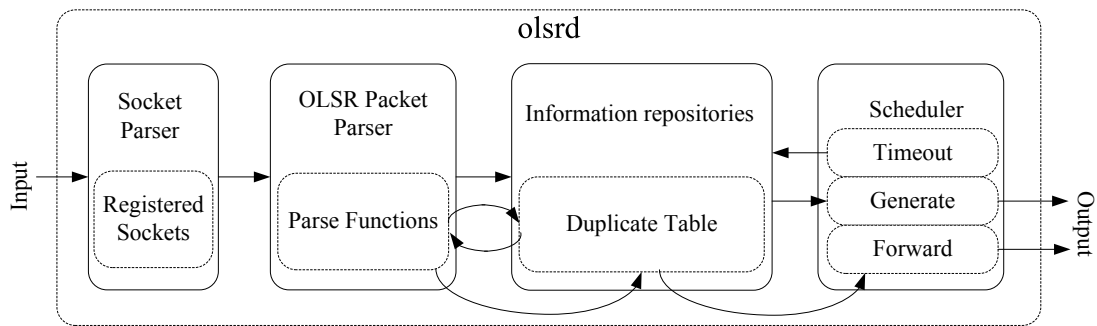 olsrd
Input
Socket
Parser
Registered
Sockets
OLSR Packet
Parser
Parse Functions
Information repositories
Duplicate Table
Scheduler
Timeout
Generate
Forward
Output